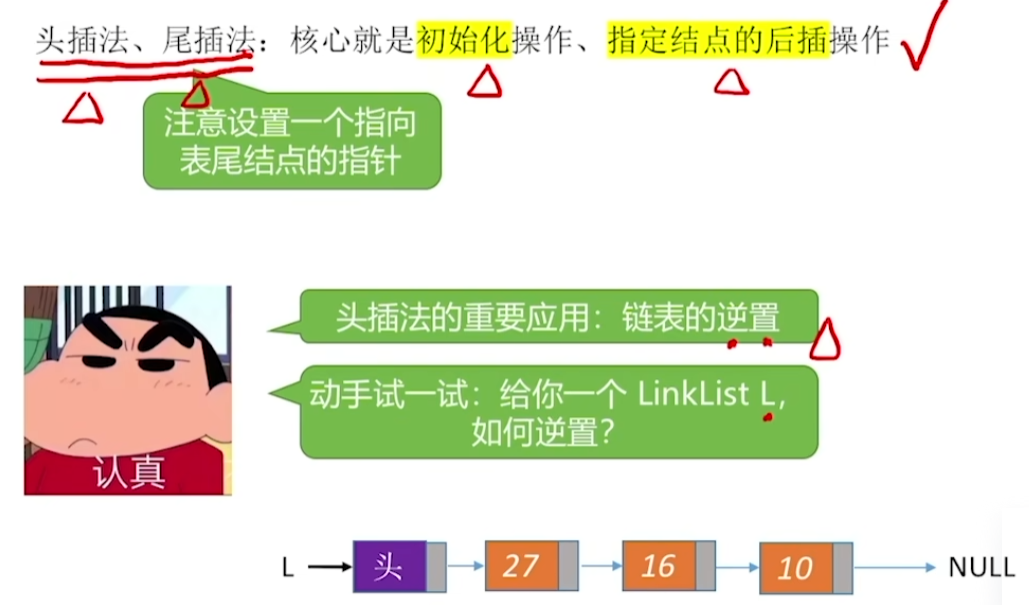 头插法、尾插法：核心就是初始化操作、指定结点的后插操作
注意设置一个指向
表尾结点的指针
头插法的重要应用：链表的逆置
动手试一试：给你一个 LinkList L，
如何逆置？
认真
L 头 27 16 10 NULL